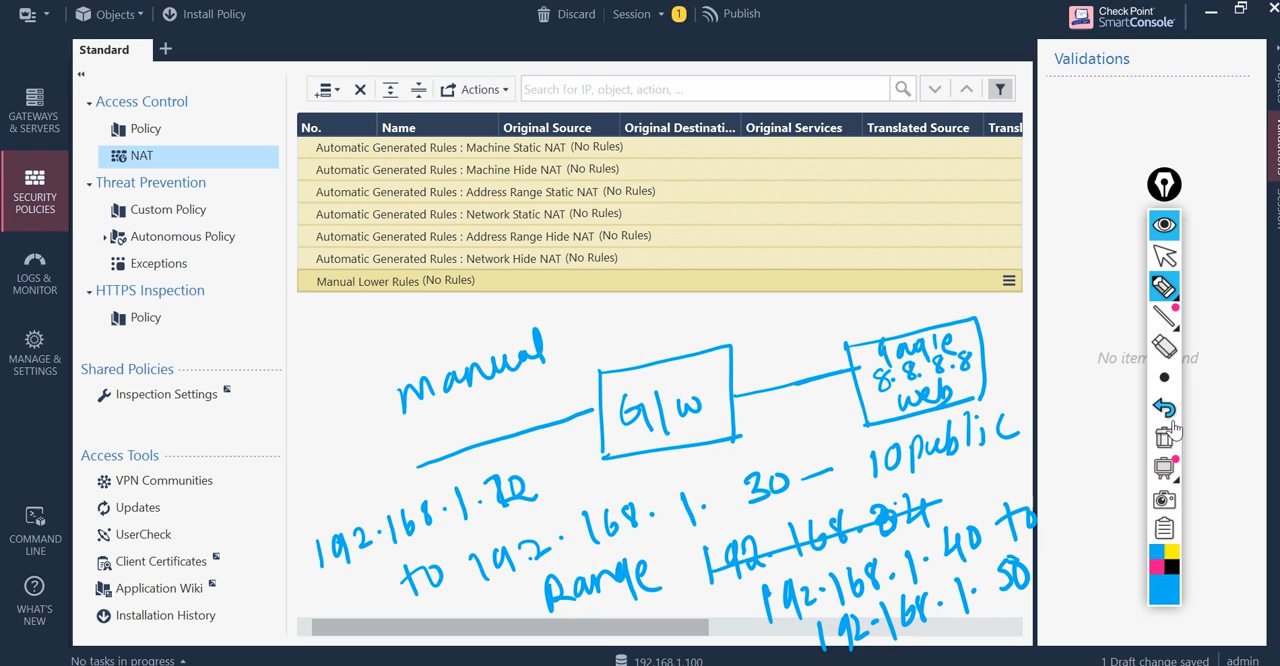 Objects
Install Policy
Discard
Session
1
Publish
Check Point
SmartConsole
Standard
Validations
GATEWAYS
& SERVERS
SECURITY
POLICIES
LOGS &
MONITOR
MANAGE &
SETTINGS
COMMAND
LINE
WHAT'S
NEW
Access Control
Policy
NAT
Threat Prevention
Custom Policy
Autonomous Policy
Exceptions
HTTPS Inspection
Policy
Shared Policies
Inspection Settings
Access Tools
VPN Communities
Updates
UserCheck
Client Certificates
Application Wiki
Installation History
Actions
Search for IP, object, action, ...
No. Name Original Source Original Destinati... Original Services Translated Source Transl
Automatic Generated Rules : Machine Static NAT (No Rules)
Automatic Generated Rules : Machine Hide NAT (No Rules)
Automatic Generated Rules : Address Range Static NAT (No Rules)
Automatic Generated Rules : Network Static NAT (No Rules)
Automatic Generated Rules : Address Range Hide NAT (No Rules)
Automatic Generated Rules : Network Hide NAT (No Rules)
Manual Lower Rules (No Rules)
manual
G/W
google
8.8.8.8
web
10 public
to 192.168.1.30 -
Range
192.168.1.40 to
192.168.1.50
No item
nd
No tasks in progress
192.168.1.100
1 Draft change saved
admin